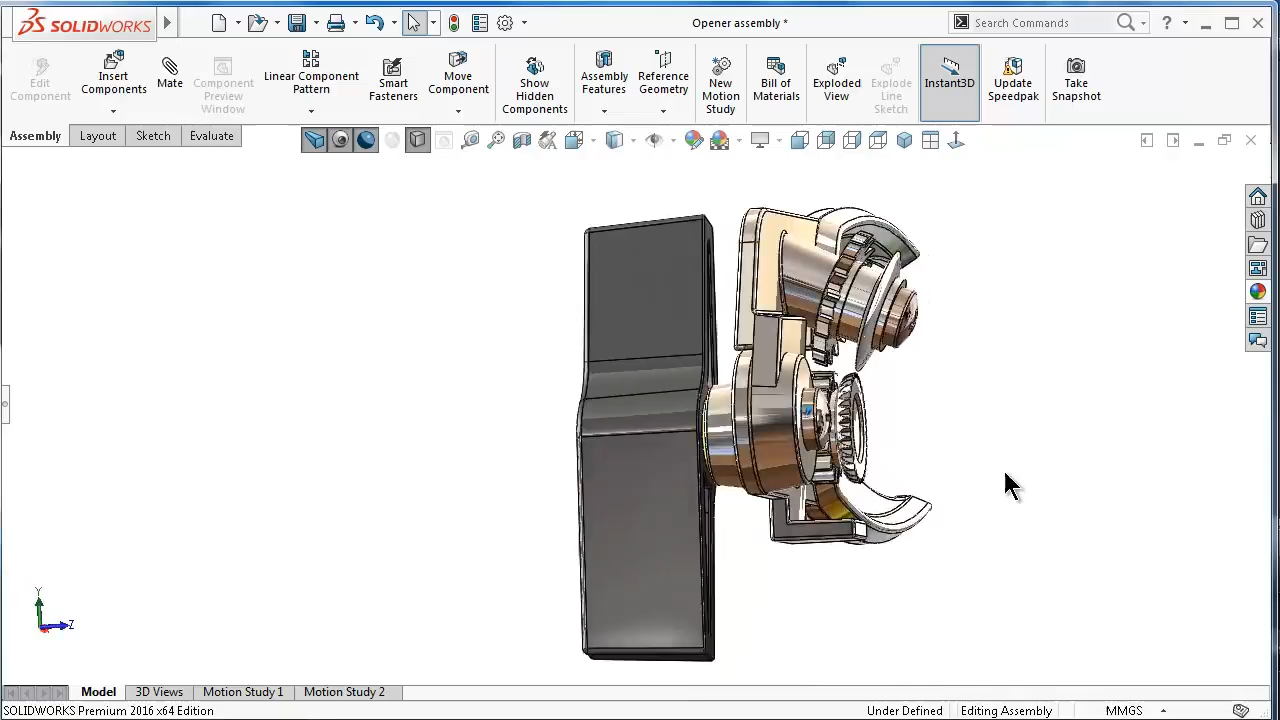 SOLIDWORKS
Opener assembly *
Search Commands
?
Edit
Component
Insert
Components
Mate
Component
Preview
Window
Linear Component
Pattern
Smart
Fasteners
Move
Component
Show
Hidden
Components
Assembly
Features
Reference
Geometry
New
Motion
Study
Bill of
Materials
Exploded
View
Explode
Line
Sketch
Instant3D
Update
Speedpak
Take
Snapshot
Assembly Layout Sketch Evaluate
Y
Z
Model 3D Views Motion Study 1 Motion Study 2
SOLIDWORKS Premium 2016 x64 Edition Under Defined Editing Assembly MMGS